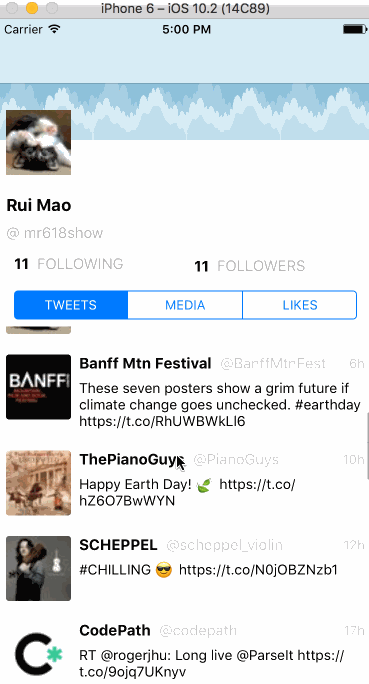 iPhone 6 – iOS 10.2 (14C89)
Carrier 5:00 PM
Rui Mao
@ mr618show
11 FOLLOWING 11 FOLLOWERS
TWEETS MEDIA LIKES
Banff Mtn Festival @BanffMtnFest 6h
These seven posters show a grim future if
climate change goes unchecked. #earthday
https://t.co/RhUWBWkLl6
BANFF
ThePianoGuys @PianoGuys 10h
Happy Earth Day! 🍃 https://t.co/
hZ6O7BwWYN
SCHEPPEL @scheppel_violin 12h
#CHILLING 😎 https://t.co/N0jOBZNzb1
CodePath @codepath 17h
RT @rogerjhu: Long live @ParseIt https://
t.co/9ojq7UKnyv